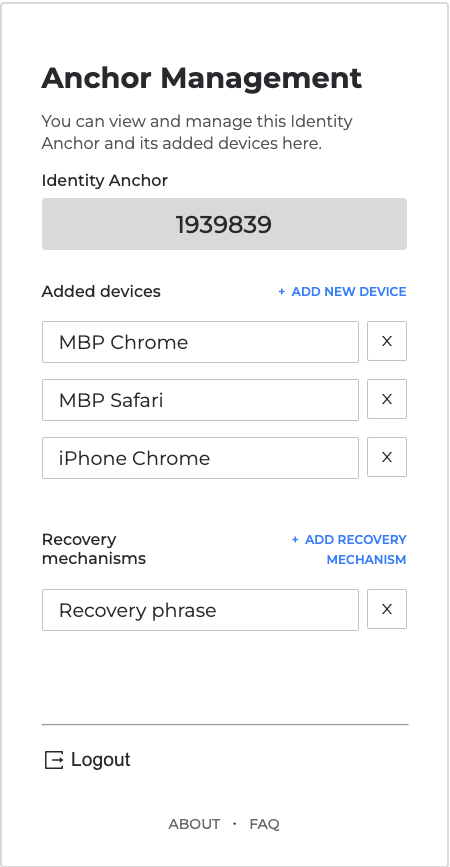 Anchor Management
You can view and manage this Identity
Anchor and its added devices here.
Identity Anchor
1939839
Added devices
+ ADD NEW DEVICE
MBP Chrome
X
MBP Safari
X
iPhone Chrome
X
Recovery
mechanisms
+ ADD RECOVERY
MECHANISM
Recovery phrase
X
Logout
ABOUT · FAQ